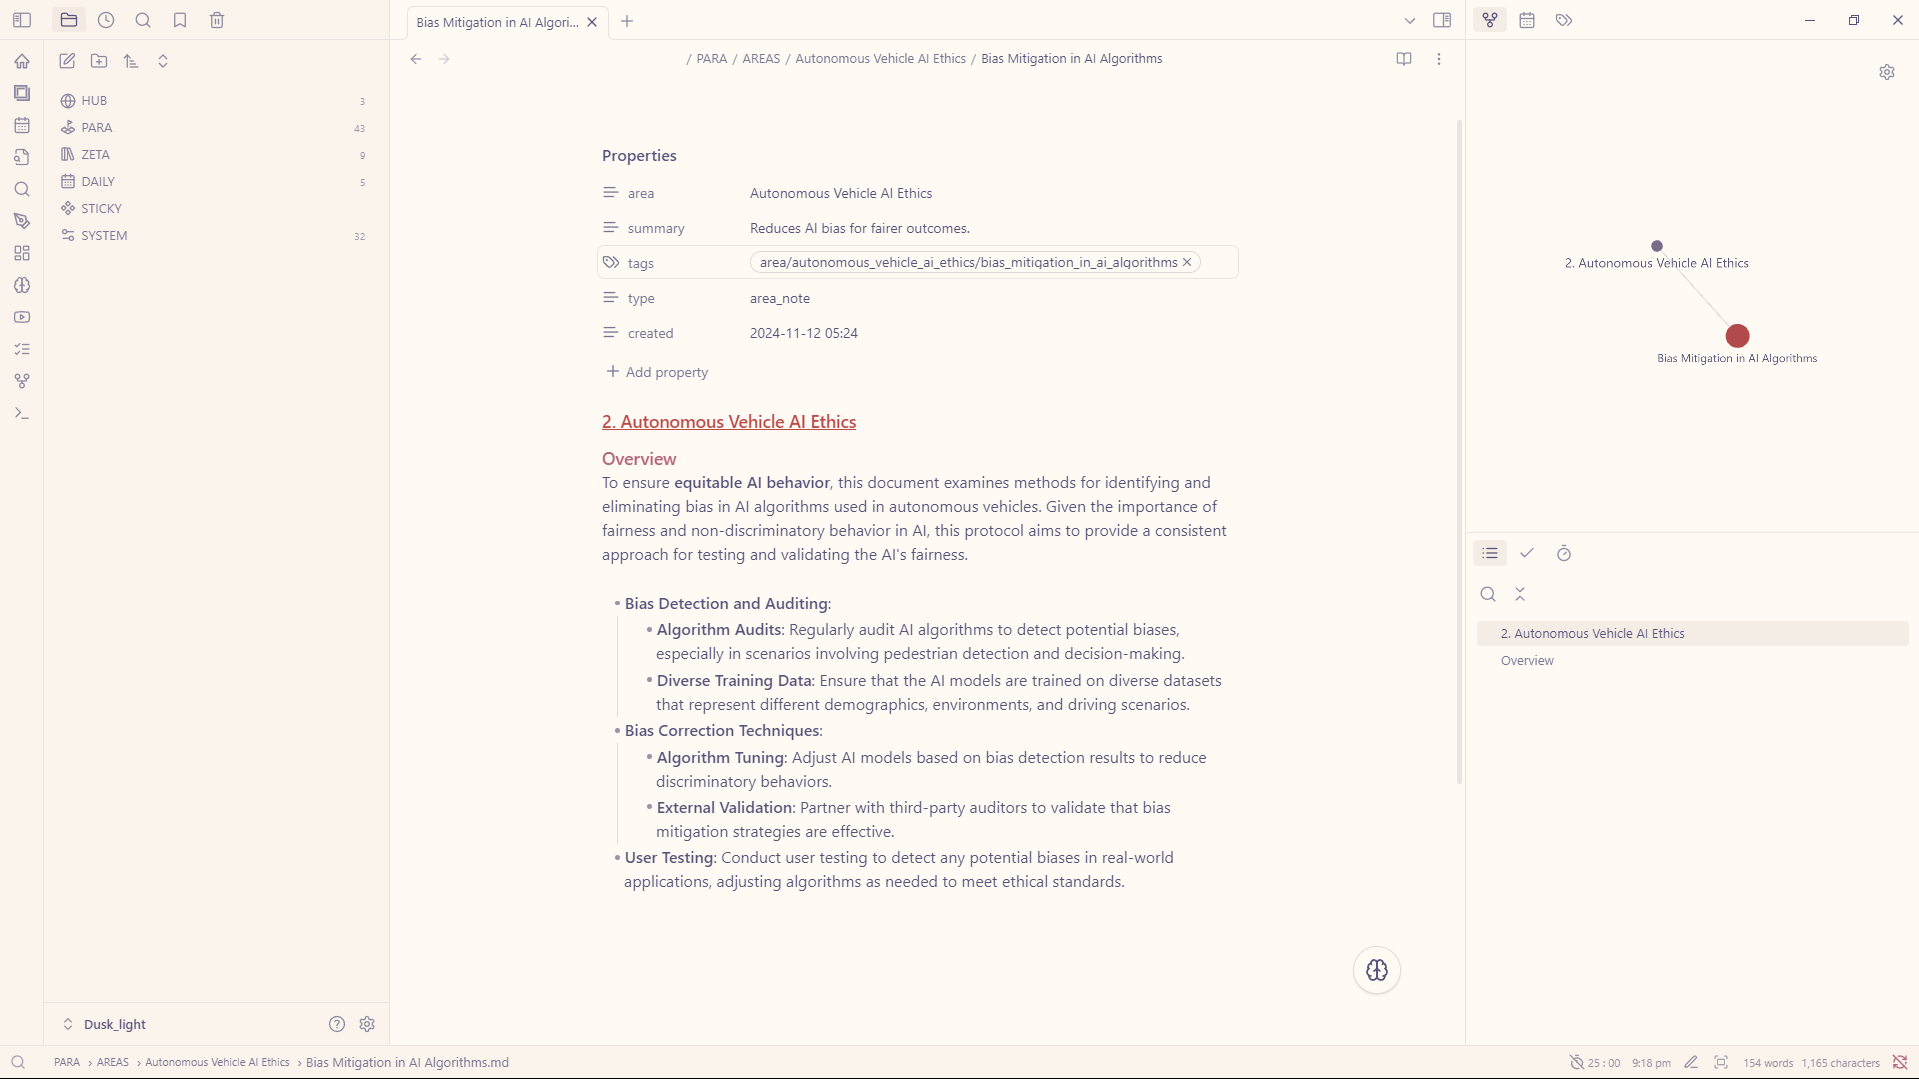 Bias Mitigation in AI Algori...
/ PARA / AREAS / Autonomous Vehicle AI Ethics / Bias Mitigation in AI Algorithms
HUB 3
PARA 43
ZETA 9
DAILY 5
STICKY
SYSTEM 32
Dusk_light
Properties
area Autonomous Vehicle AI Ethics
summary Reduces AI bias for fairer outcomes.
tags area/autonomous_vehicle_ai_ethics/bias_mitigation_in_ai_algorithms
type area_note
created 2024-11-12 05:24
Add property
2. Autonomous Vehicle AI Ethics
Overview
To ensure equitable AI behavior, this document examines methods for identifying and
eliminating bias in AI algorithms used in autonomous vehicles. Given the importance of
fairness and non-discriminatory behavior in AI, this protocol aims to provide a consistent
approach for testing and validating the AI's fairness.
• Bias Detection and Auditing:
• Algorithm Audits: Regularly audit AI algorithms to detect potential biases,
especially in scenarios involving pedestrian detection and decision-making.
• Diverse Training Data: Ensure that the AI models are trained on diverse datasets
that represent different demographics, environments, and driving scenarios.
• Bias Correction Techniques:
• Algorithm Tuning: Adjust AI models based on bias detection results to reduce
discriminatory behaviors.
• External Validation: Partner with third-party auditors to validate that bias
mitigation strategies are effective.
• User Testing: Conduct user testing to detect any potential biases in real-world
applications, adjusting algorithms as needed to meet ethical standards.
2. Autonomous Vehicle AI Ethics
Bias Mitigation in AI Algorithms
2. Autonomous Vehicle AI Ethics
Overview
PARA › AREAS › Autonomous Vehicle AI Ethics › Bias Mitigation in AI Algorithms.md
25 : 00 9:18 pm 154 words 1,165 characters